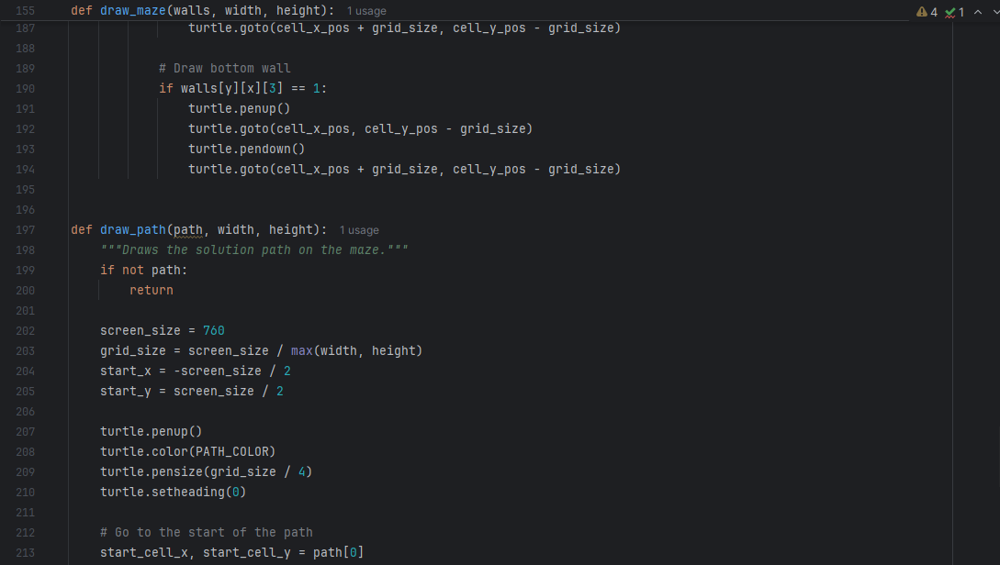 155 def draw_maze(walls, width, height): 1 usage 4 1
187 turtle.goto(cell_x_pos + grid_size, cell_y_pos - grid_size)
188
189 # Draw bottom wall
190 if walls[y][x][3] == 1:
191 turtle.penup()
192 turtle.goto(cell_x_pos, cell_y_pos - grid_size)
193 turtle.pendown()
194 turtle.goto(cell_x_pos + grid_size, cell_y_pos - grid_size)
195
196
197 def draw_path(path, width, height): 1 usage
198 """Draws the solution path on the maze."""
199 if not path:
200 return
201
202 screen_size = 760
203 grid_size = screen_size / max(width, height)
204 start_x = -screen_size / 2
205 start_y = screen_size / 2
206
207 turtle.penup()
208 turtle.color(PATH_COLOR)
209 turtle.pensize(grid_size / 4)
210 turtle.setheading(0)
211
212 # Go to the start of the path
213 start_cell_x, start_cell_y = path[0]